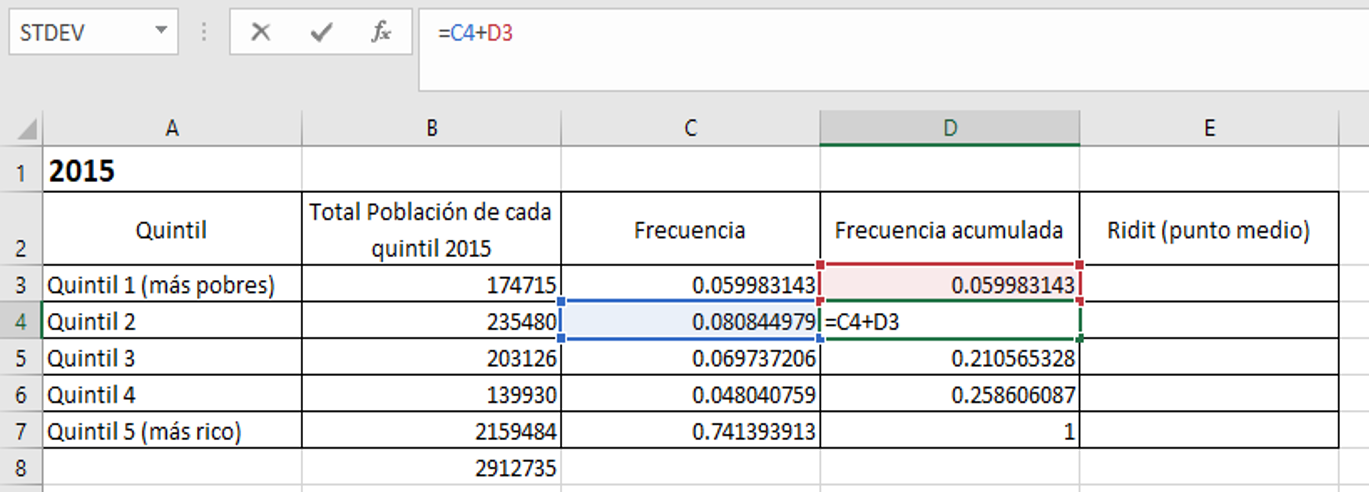 STDEV fx =C4+D3
A B C D E
1 2015
2 Quintil Total Población de cada quintil 2015 Frecuencia Frecuencia acumulada Ridit (punto medio)
3 Quintil 1 (más pobres) 174715 0.059983143 0.059983143
4 Quintil 2 235480 0.080844979 =C4+D3
5 Quintil 3 203126 0.069737206 0.210565328
6 Quintil 4 139930 0.048040759 0.258606087
7 Quintil 5 (más rico) 2159484 0.741393913 1
8 2912735